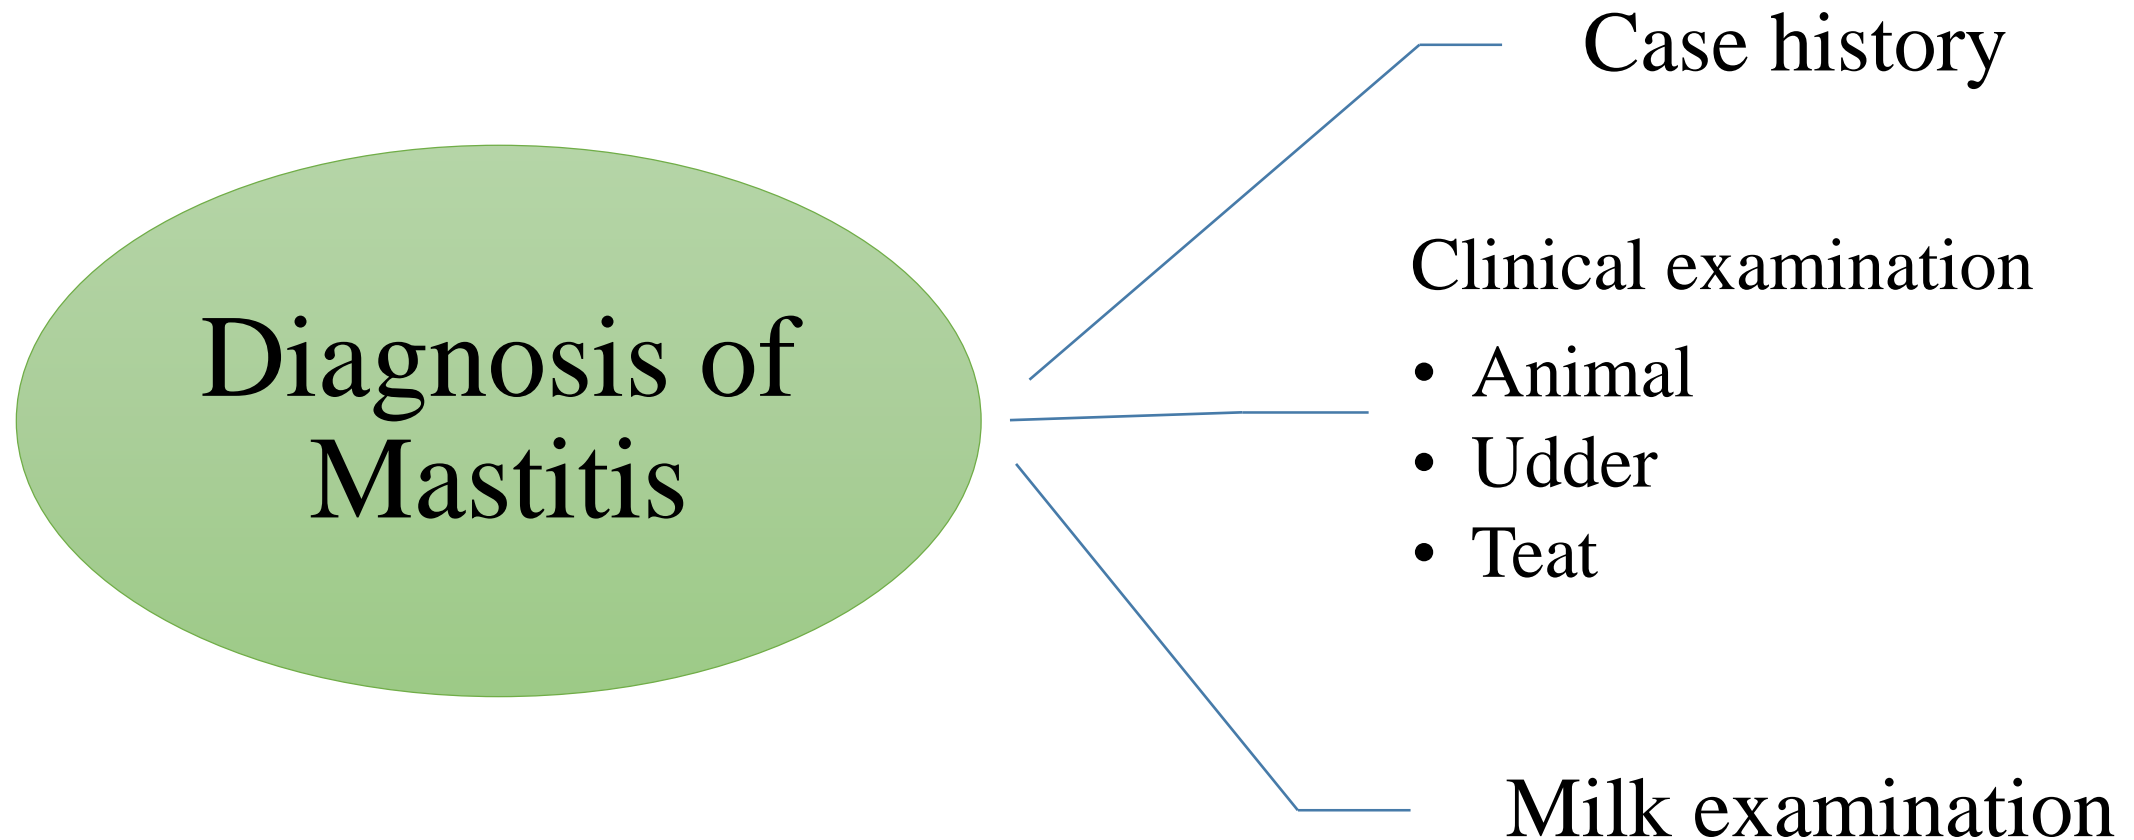 Diagnosis of
Mastitis
Case history
Clinical examination
• Animal
• Udder
• Teat
Milk examination